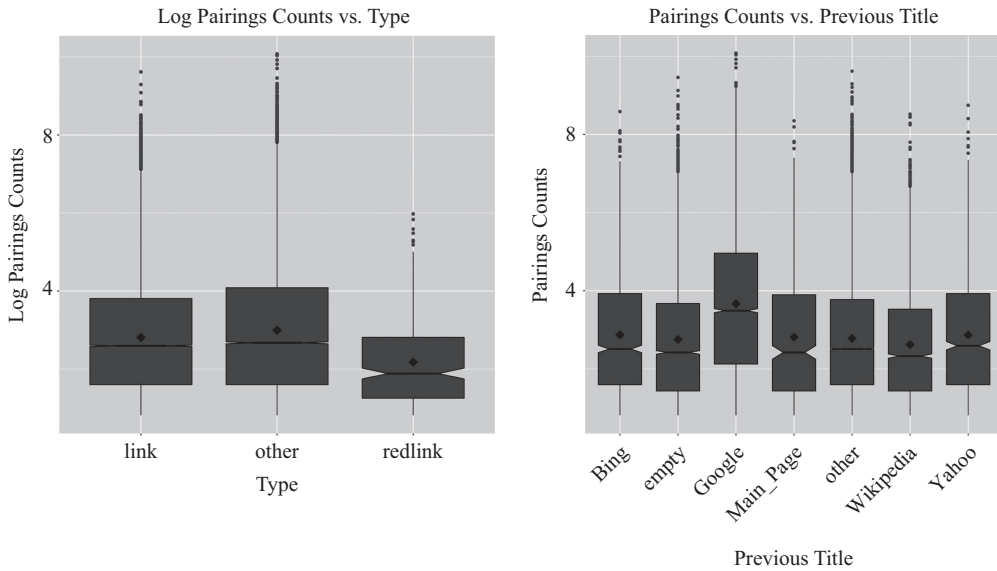 Log Pairings Counts vs. Type
Log Pairings Counts
8
4
link other redlink
Type
Pairings Counts vs. Previous Title
Pairings Counts
8
4
Bing
empty
Google
Main_Page
other
Wikipedia
Yahoo
Previous Title